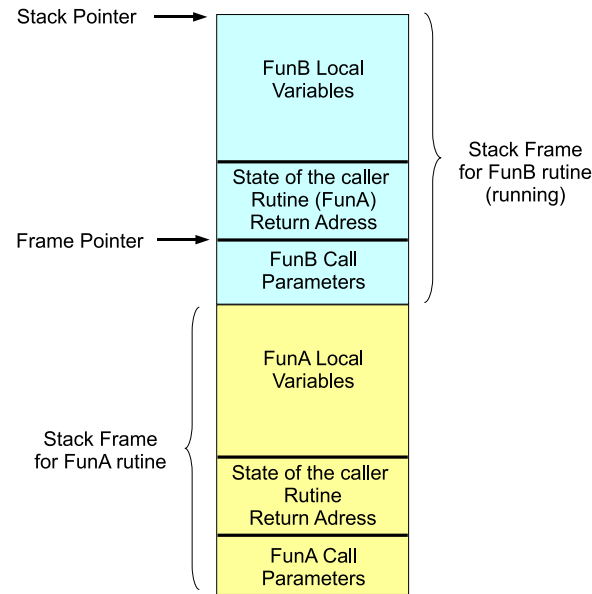 Stack Pointer
FunB Local
Variables
Stack Frame
for FunB rutine
(running)
State of the caller
Rutine (FunA)
Return Adress
Frame Pointer
FunB Call
Parameters
FunA Local
Variables
Stack Frame
for FunA rutine
State of the caller
Rutine
Return Adress
FunA Call
Parameters